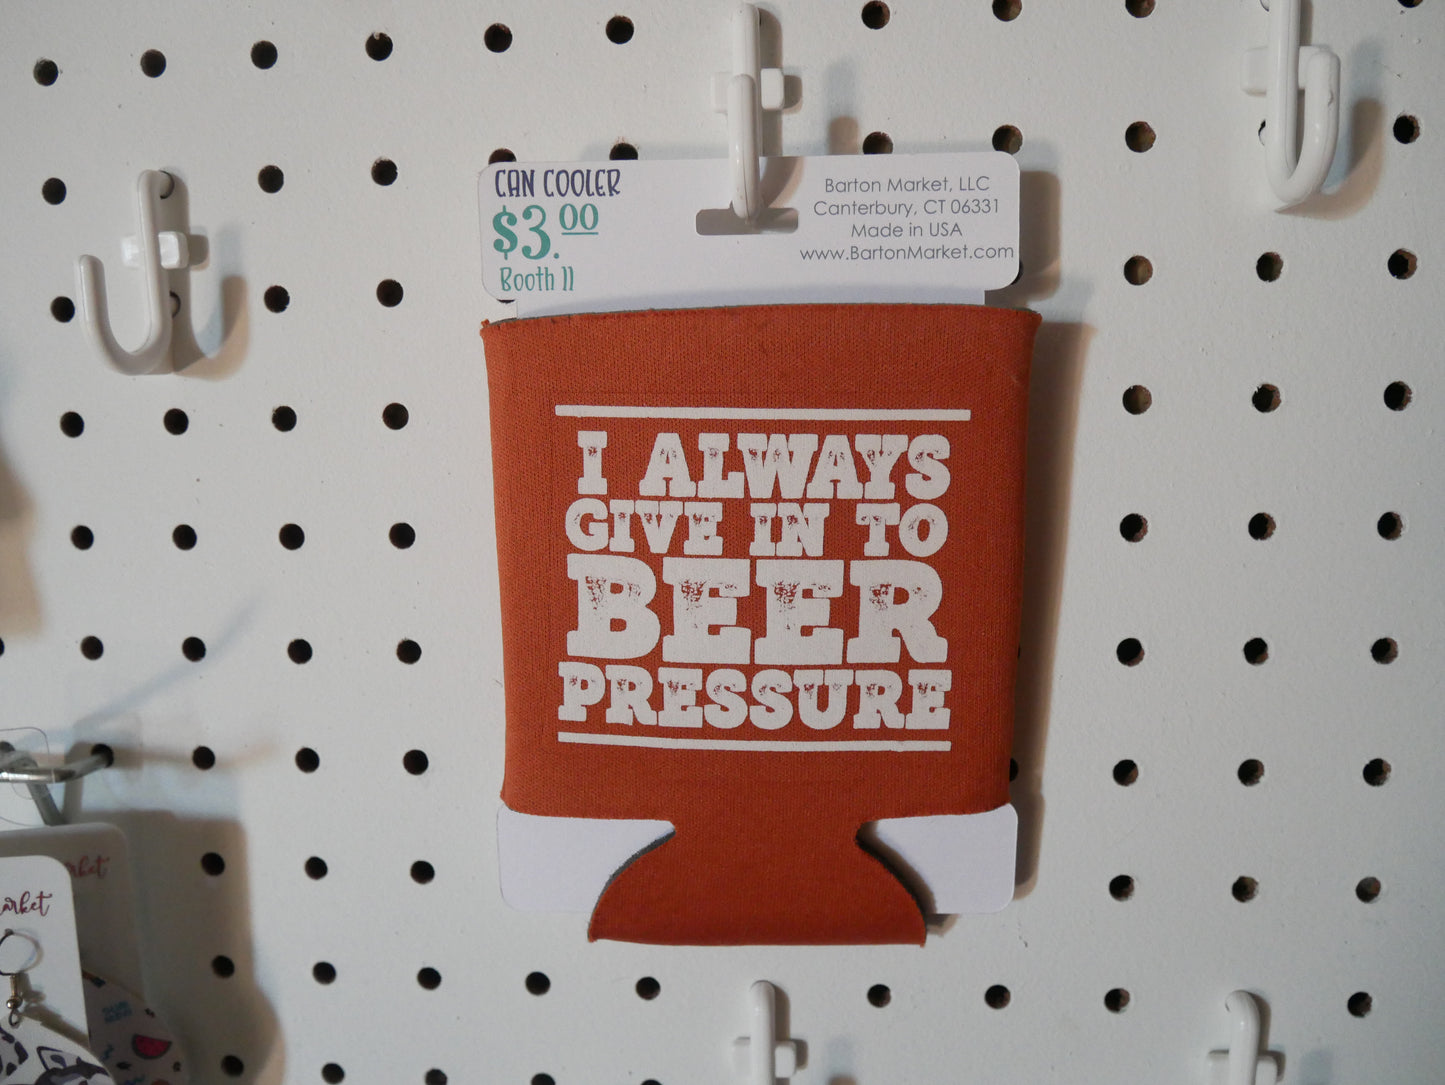 CAN COOLER
$3.00
Booth 11
Barton Market, LLC
Canterbury, CT 06331
Made in USA
www.BartonMarket.com
I ALWAYS
GIVE IN TO
BEER
PRESSURE